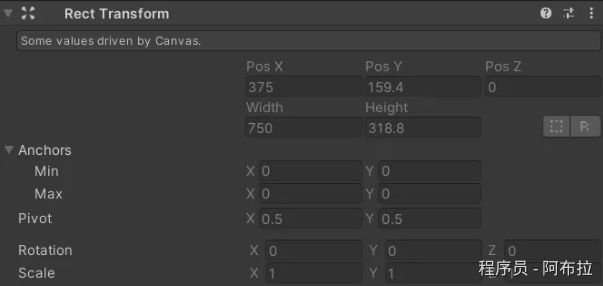 Rect Transform
Some values driven by Canvas.
Pos X Pos Y Pos Z
375 159.4 0
Width Height
750 318.8
R
Anchors
Min X 0 Y 0
Max X 0 Y 0
Pivot X 0.5 Y 0.5
Rotation X 0 Y 0 Z 0
Scale X 1 Y 1
程序员 - 阿布拉